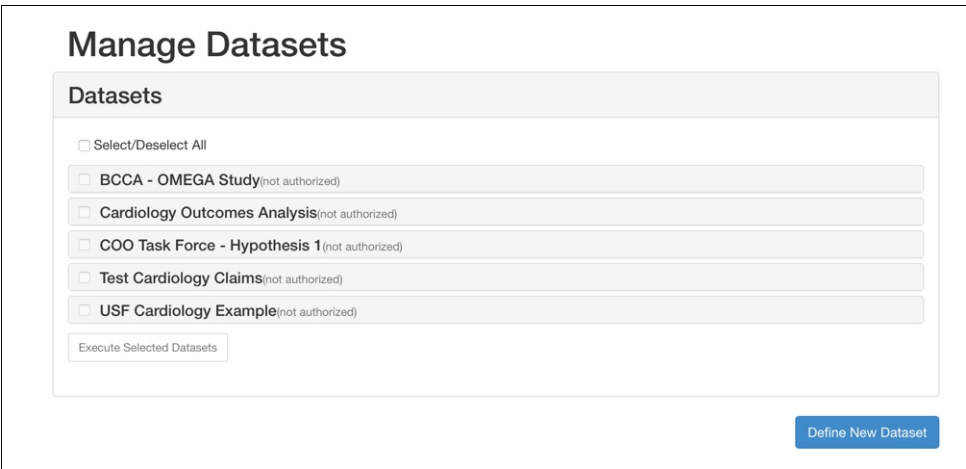 Manage Datasets
Datasets
Select/Deselect All
BCCA - OMEGA Study(not authorized)
Cardiology Outcomes Analysis(not authorized)
COO Task Force - Hypothesis 1(not authorized)
Test Cardiology Claims(not authorized)
USF Cardiology Example(not authorized)
Execute Selected Datasets
Define New Dataset